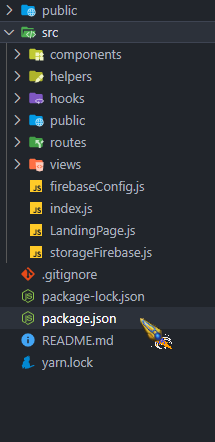 public
src
components
helpers
hooks
public
routes
views
JS firebaseConfig.js
JS index.js
JS LandingPage.js
JS storageFirebase.js
.gitignore
package-lock.json
package.json
README.md
yarn.lock